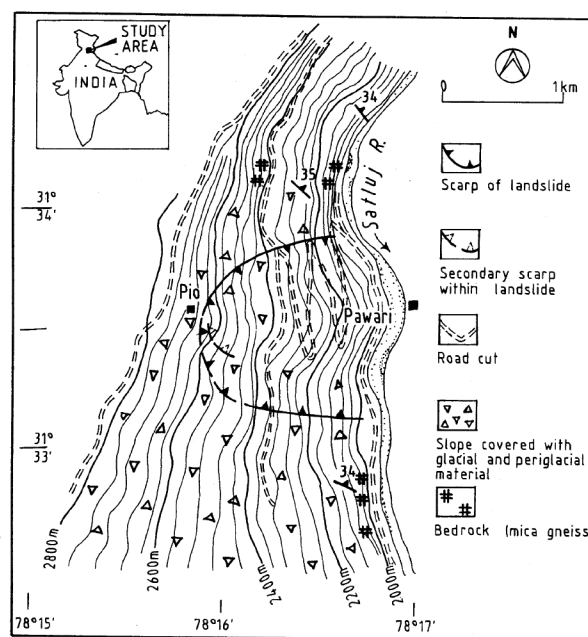 STUDY
AREA
INDIA
N
0 1km
34
35
Satluj R.
Scarp of landslide
31°
34'
Secondary scarp
within landslide
Pio
Pawari
Road cut
31°
33'
Slope covered with
glacial and periglacial
material
34
Bedrock (mica gneiss
2800m
2600m
2400m
2200m
2000m
78°15' 78°16' 78°17'